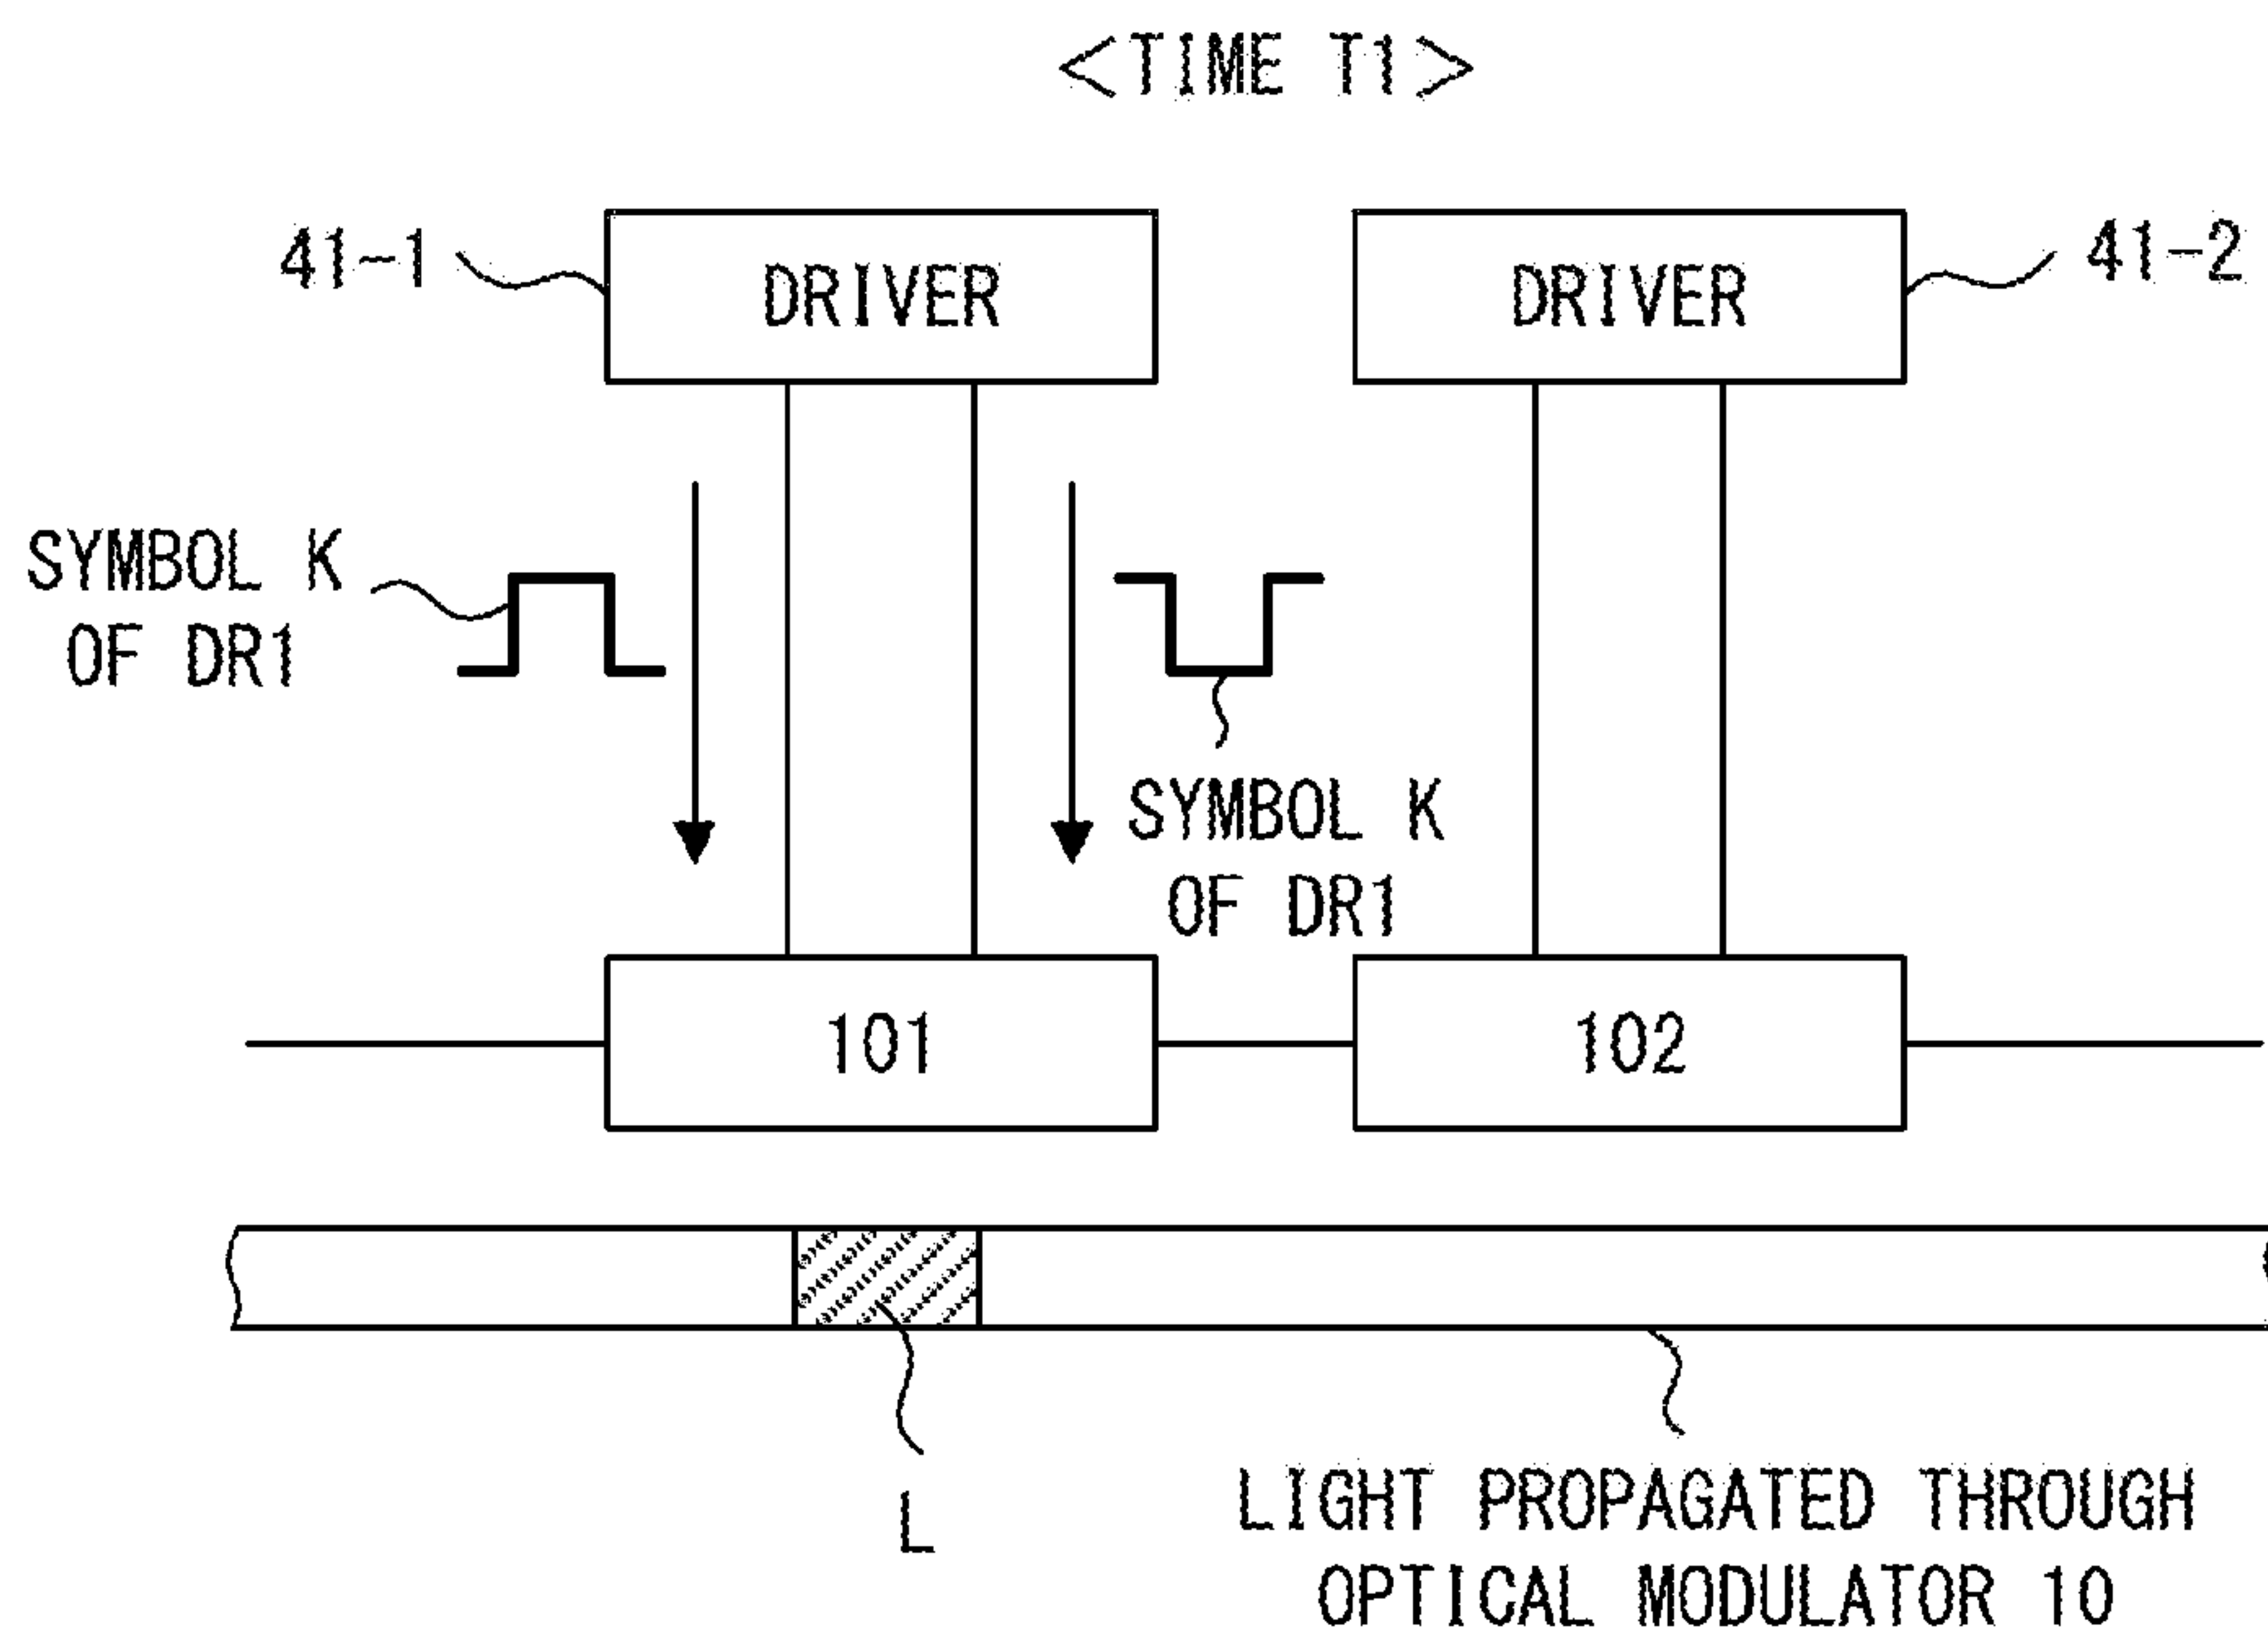 <TIME T1>
41-1
DRIVER
DRIVER
41-2
SYMBOL K
OF DR1
SYMBOL K
OF DR1
101
102
L
LIGHT PROPAGATED THROUGH
OPTICAL MODULATOR 10